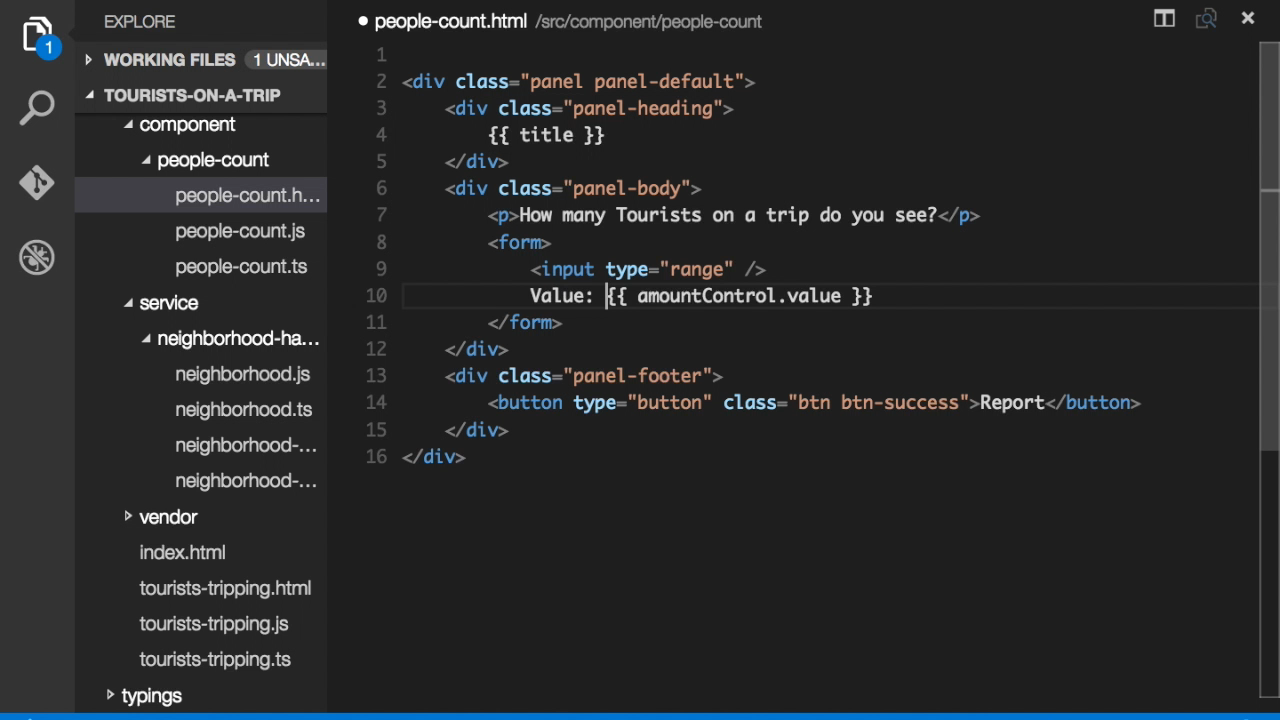 EXPLORE
WORKING FILES 1 UNSA...
TOURISTS-ON-A-TRIP
component
people-count
people-count.h...
people-count.js
people-count.ts
service
neighborhood-ha...
neighborhood.js
neighborhood.ts
neighborhood-...
neighborhood-...
vendor
index.html
tourists-tripping.html
tourists-tripping.js
tourists-tripping.ts
typings
1
people-count.html /src/component/people-count
1
2 <div class="panel panel-default">
3 <div class="panel-heading">
4 {{ title }}
5 </div>
6 <div class="panel-body">
7 <p>How many Tourists on a trip do you see?</p>
8 <form>
9 <input type="range" />
10 Value: {{ amountControl.value }}
11 </form>
12 </div>
13 <div class="panel-footer">
14 <button type="button" class="btn btn-success">Report</button>
15 </div>
16 </div>